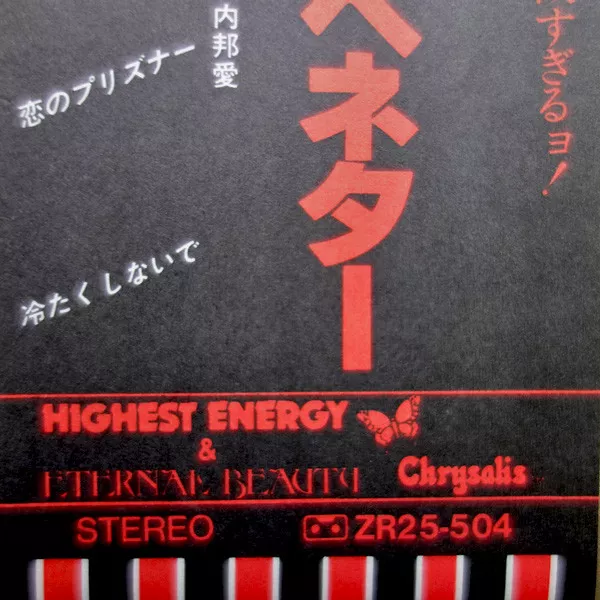 すぎるヨ!
ベネター
内邦愛
恋のプリズナー
冷たくしないで
HIGHEST ENERGY
&
ETERNAL BEAUTY
Chrysalis
STEREO
ZR25-504